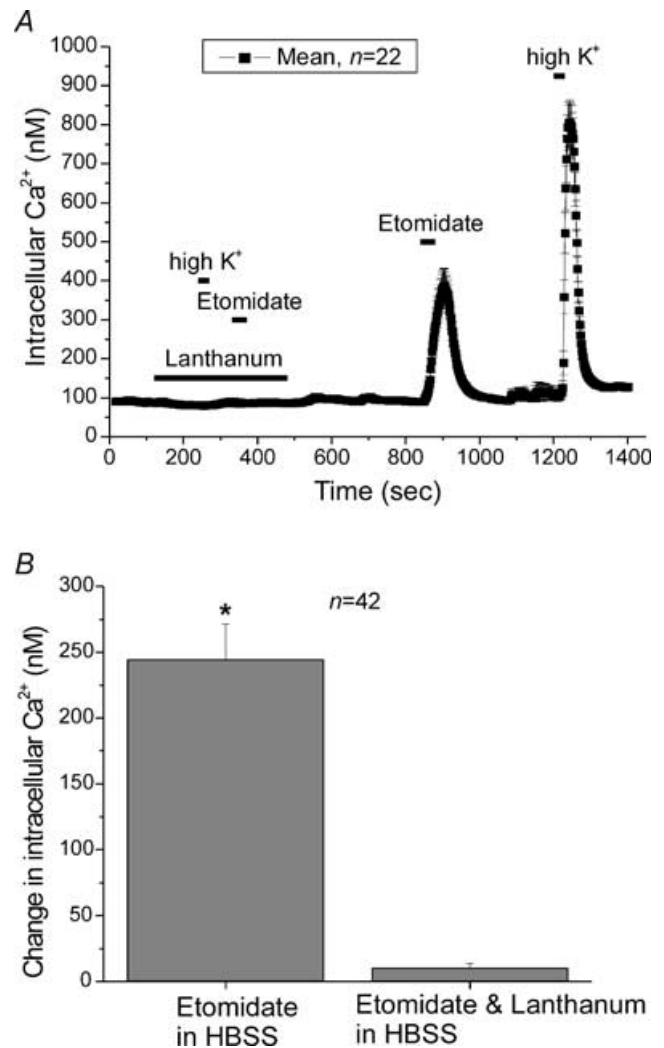 A
Intracellular Ca²⁺ (nM)
1000
900
800
700
600
500
400
300
200
100
0
Mean, n=22
high K⁺
Etomidate
high K⁺
Etomidate
Lanthanum
0 200 400 600 800 1000 1200 1400
Time (sec)
B
Change in intracellular Ca²⁺ (nM)
300
250
200
150
100
50
0
*
n=42
Etomidate
in HBSS
Etomidate & Lanthanum
in HBSS